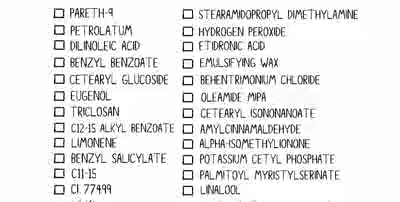 PARETH-9
PETROLATUM
DILINOLEIC ACID
BENZYL BENZOATE
CETEARYL GLUCOSIDE
EUGENOL
TRICLOSAN
C12-15 ALKYL BENZOATE
LIMONENE
BENZYL SALICYLATE
C11-15
CI 77499
STEARAMIDOPROPYL DIMETHYLAMINE
HYDROGEN PEROXIDE
ETIDRONIC ACID
EMULSIFYING WAX
BEHENTRIMONIUM CHLORIDE
OLEAMIDE MIPA
CETEARYL ISONONANOATE
AMYLCINNAMALDEHYDE
ALPHA-ISOMETHYLIONONE
POTASSIUM CETYL PHOSPHATE
PALMITOYL MYRISTYLSERINATE
LINALOOL